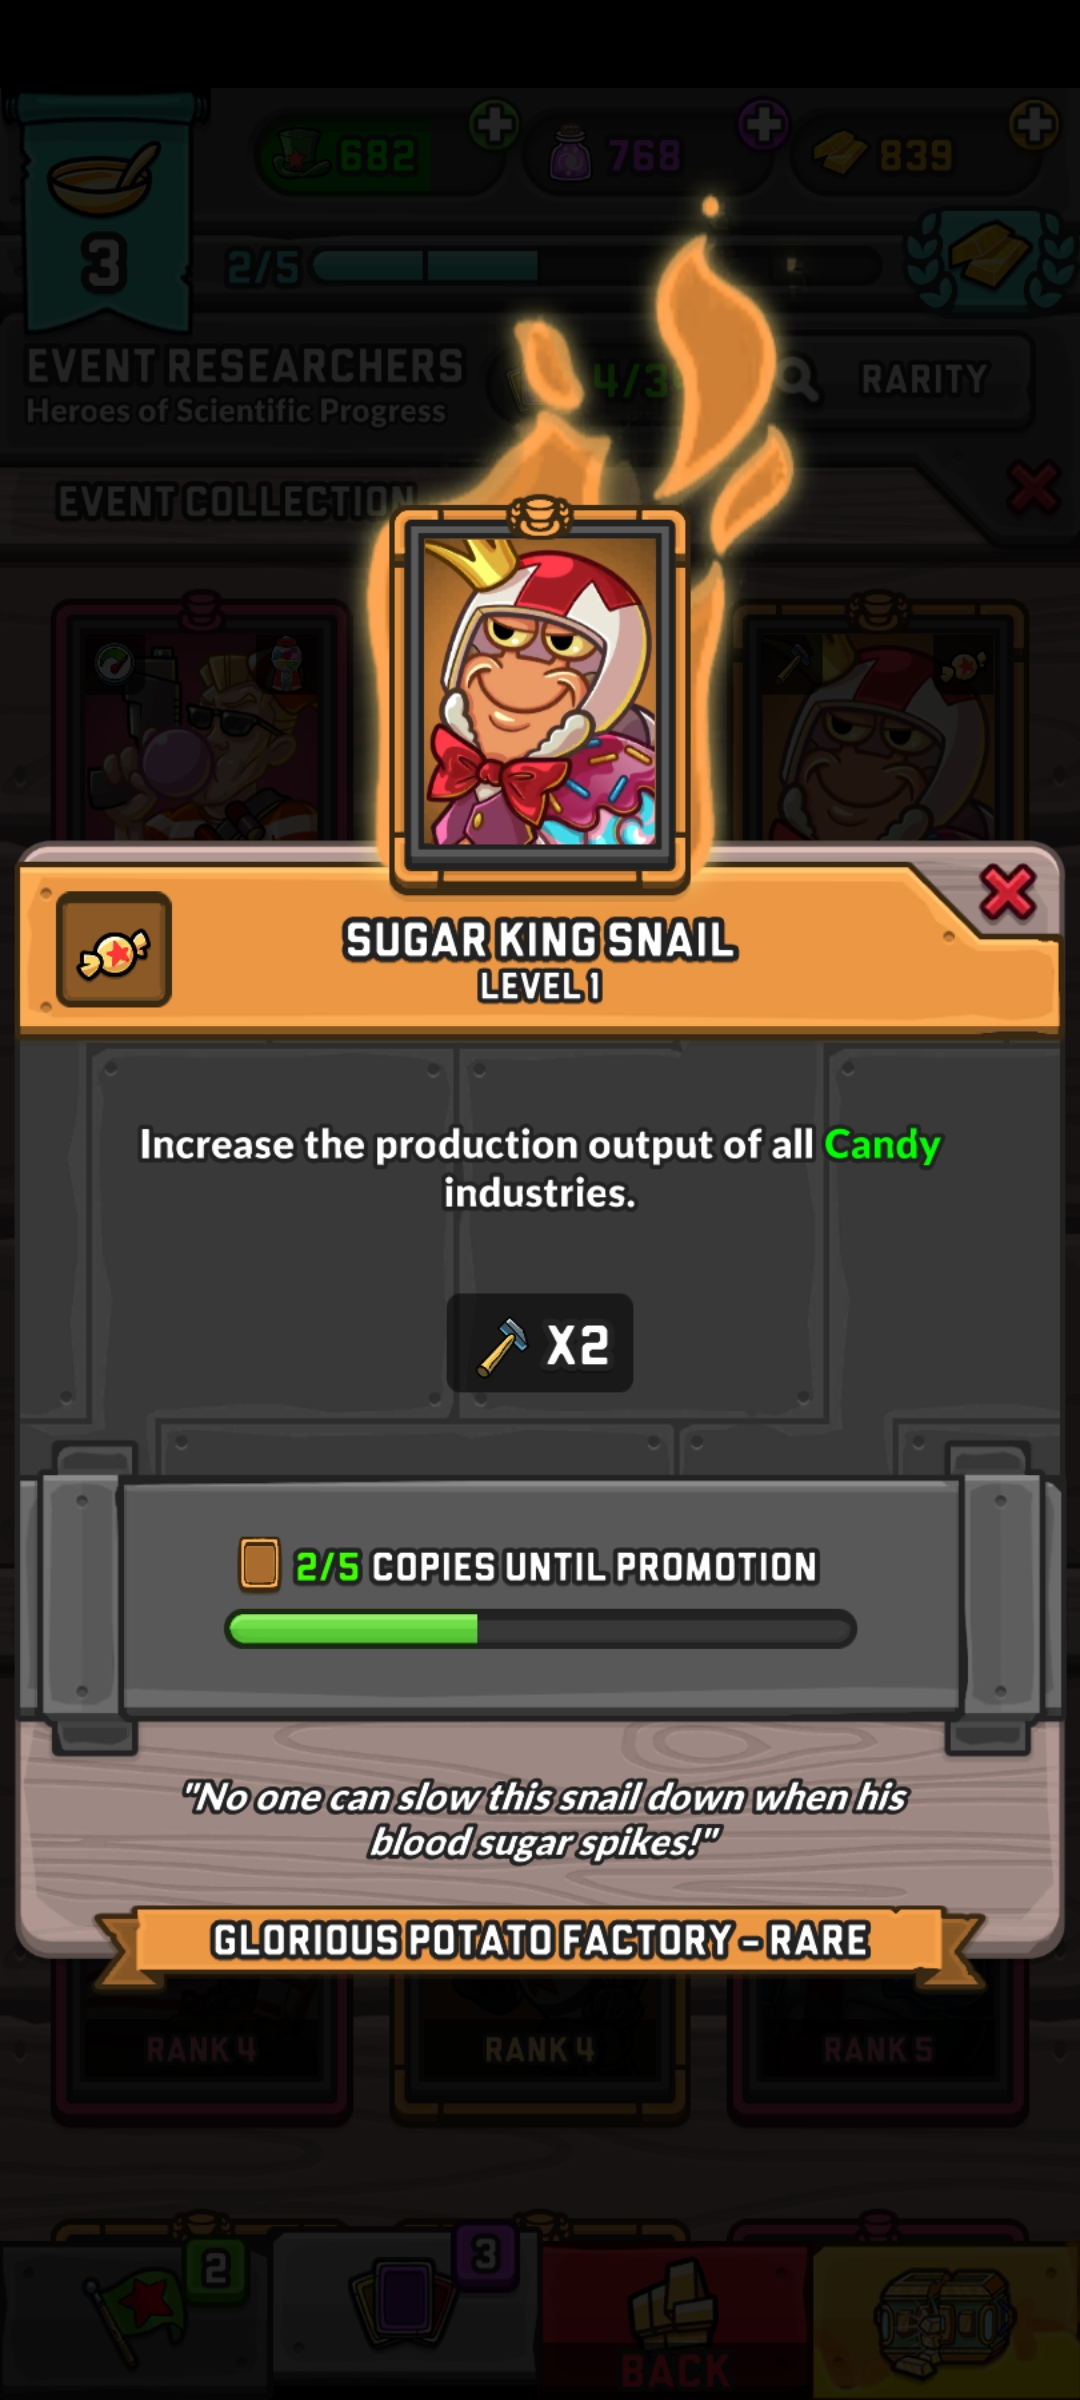 682
768
839
3
2/5
EVENT RESEARCHERS
Heroes of Scientific Progress
RARITY
EVENT COLLECTION
SUGAR KING SNAIL
LEVEL 1
Increase the production output of all Candy
industries.
X2
2/5 COPIES UNTIL PROMOTION
"No one can slow this snail down when his
blood sugar spikes!"
GLORIOUS POTATO FACTORY - RARE
RANK 4
RANK 4
RANK 5
2
3
BACK